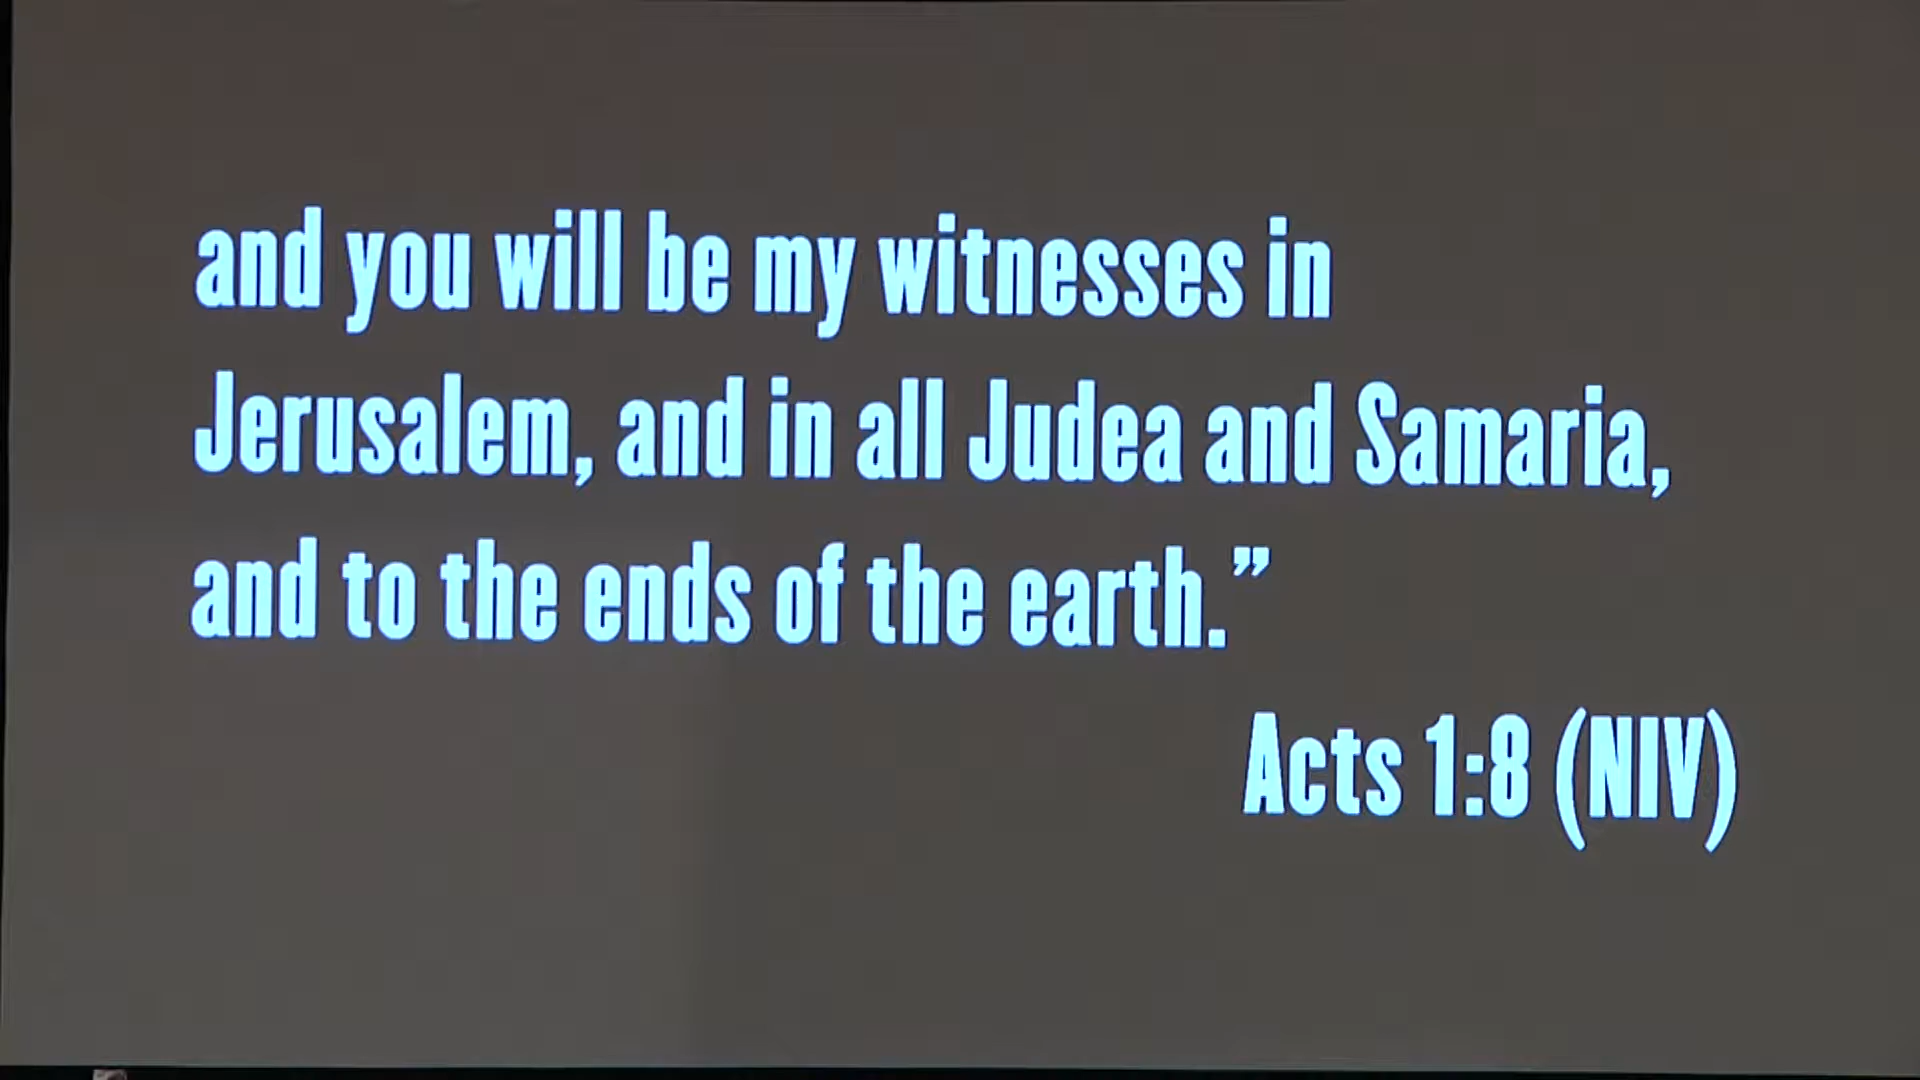 and you will be my witnesses in
Jerusalem, and in all Judea and Samaria,
and to the ends of the earth.”
Acts 1:8 (NIV)